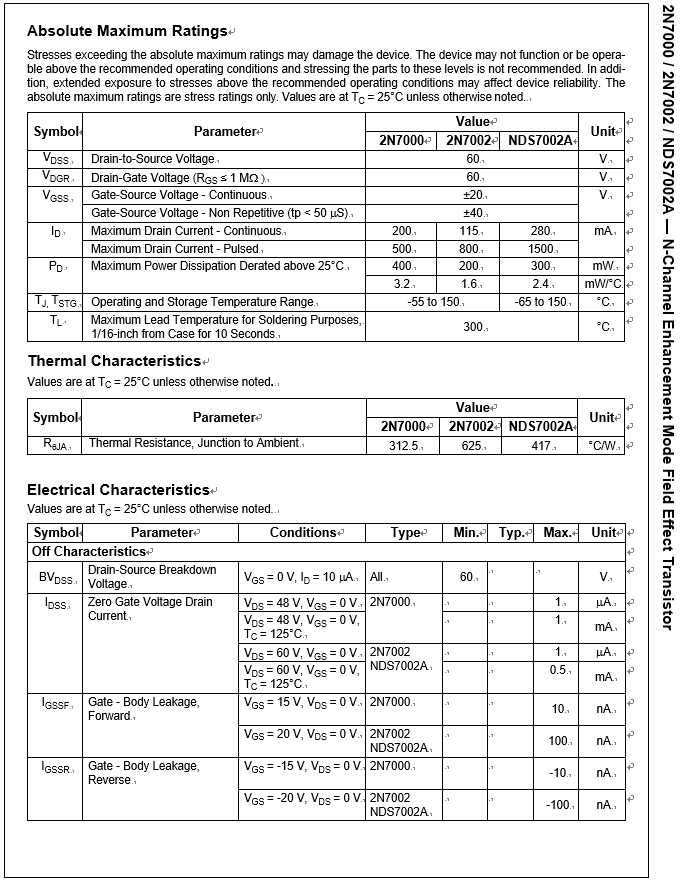 Absolute Maximum Ratings
Stresses exceeding the absolute maximum ratings may damage the device. The device may not function or be opera-
ble above the recommended operating conditions and stressing the parts to these levels is not recommended. In addi-
tion, extended exposure to stresses above the recommended operating conditions may affect device reliability. The
absolute maximum ratings are stress ratings only. Values are at TC = 25°C unless otherwise noted.
Symbol Parameter Value Unit
2N7000 2N7002 NDS7002A
VDSS Drain-to-Source Voltage 60 V
VDGR Drain-Gate Voltage (RGS ≤ 1 MΩ ) 60 V
VGSS Gate-Source Voltage - Continuous ±20 V
Gate-Source Voltage - Non Repetitive (tp < 50 μS) ±40
ID Maximum Drain Current - Continuous 200 115 280 mA
Maximum Drain Current - Pulsed 500 800 1500
PD Maximum Power Dissipation Derated above 25°C 400 200 300 mW
3.2 1.6 2.4 mW/°C
TJ, TSTG Operating and Storage Temperature Range -55 to 150 -65 to 150 °C
TL Maximum Lead Temperature for Soldering Purposes,
1/16-inch from Case for 10 Seconds 300 °C
Thermal Characteristics
Values are at TC = 25°C unless otherwise noted.
Symbol Parameter Value Unit
2N7000 2N7002 NDS7002A
RθJA Thermal Resistance, Junction to Ambient 312.5 625 417 °C/W
Electrical Characteristics
Values are at TC = 25°C unless otherwise noted.
Symbol Parameter Conditions Type Min. Typ. Max. Unit
Off Characteristics
BVDSS Drain-Source Breakdown
Voltage VGS = 0 V, ID = 10 μA All 60 V
IDSS Zero Gate Voltage Drain
Current VDS = 48 V, VGS = 0 V 2N7000 1 μA
VDS = 48 V, VGS = 0 V,
TC = 125°C 1 mA
VDS = 60 V, VGS = 0 V 2N7002
NDS7002A 1 μA
VDS = 60 V, VGS = 0 V,
TC = 125°C 0.5 mA
IGSSF Gate - Body Leakage,
Forward VGS = 15 V, VDS = 0 V 2N7000 10 nA
VGS = 20 V, VDS = 0 V 2N7002
NDS7002A 100 nA
IGSSR Gate - Body Leakage,
Reverse VGS = -15 V, VDS = 0 V 2N7000 -10 nA
VGS = -20 V, VDS = 0 V 2N7002
NDS7002A -100 nA
2N7000 / 2N7002 / NDS7002A — N-Channel Enhancement Mode Field Effect Transistor